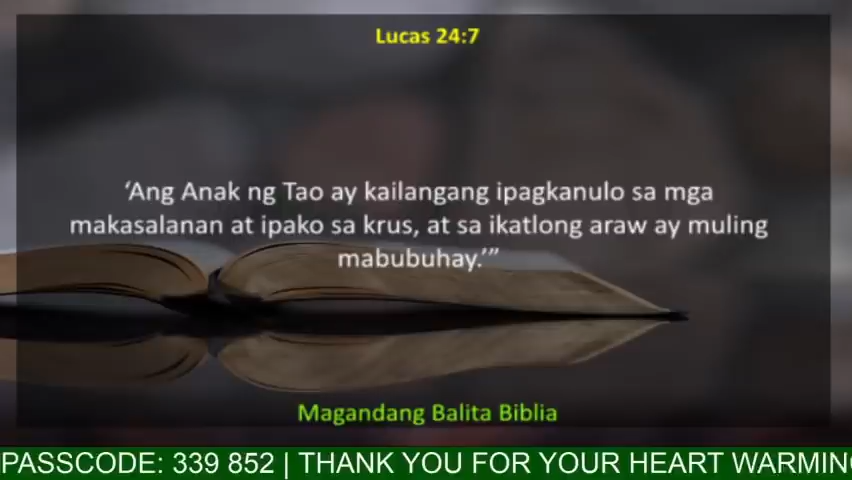 Lucas 24:7
‘Ang Anak ng Tao ay kailangang ipagkanulo sa mga
makasalanan at ipako sa krus, at sa ikatlong araw ay muling
mabubuhay.’”
Magandang Balita Biblia
PASSCODE: 339 852 | THANK YOU FOR YOUR HEART WARMING